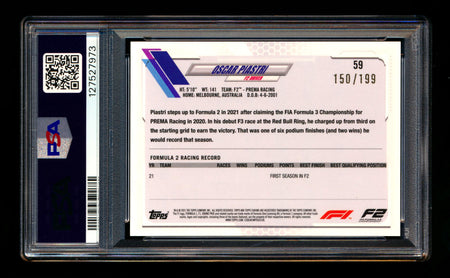 127527973
PSA
OSCAR PIASTRI
F2 DRIVER
59
150/199
HT: 5'10" WT: 141 TEAM: F2™ - PREMA RACING
HOME: MELBOURNE, AUSTRALIA D.O.B: 4-6-2001
Piastri steps up to Formula 2 in 2021 after claiming the FIA Formula 3 Championship for
PREMA Racing in 2020. In his debut F3 race at the Red Bull Ring, he charged up from third on
the starting grid to earn the victory. That was one of six podium finishes (and two wins) he
would record that season.
FORMULA 2 RACING RECORD
YR TEAM RACES WINS PODIUMS POINTS BEST FINISH BEST QUALIFYING POSITION
21 FIRST SEASON IN F2
Topps
F1
F2